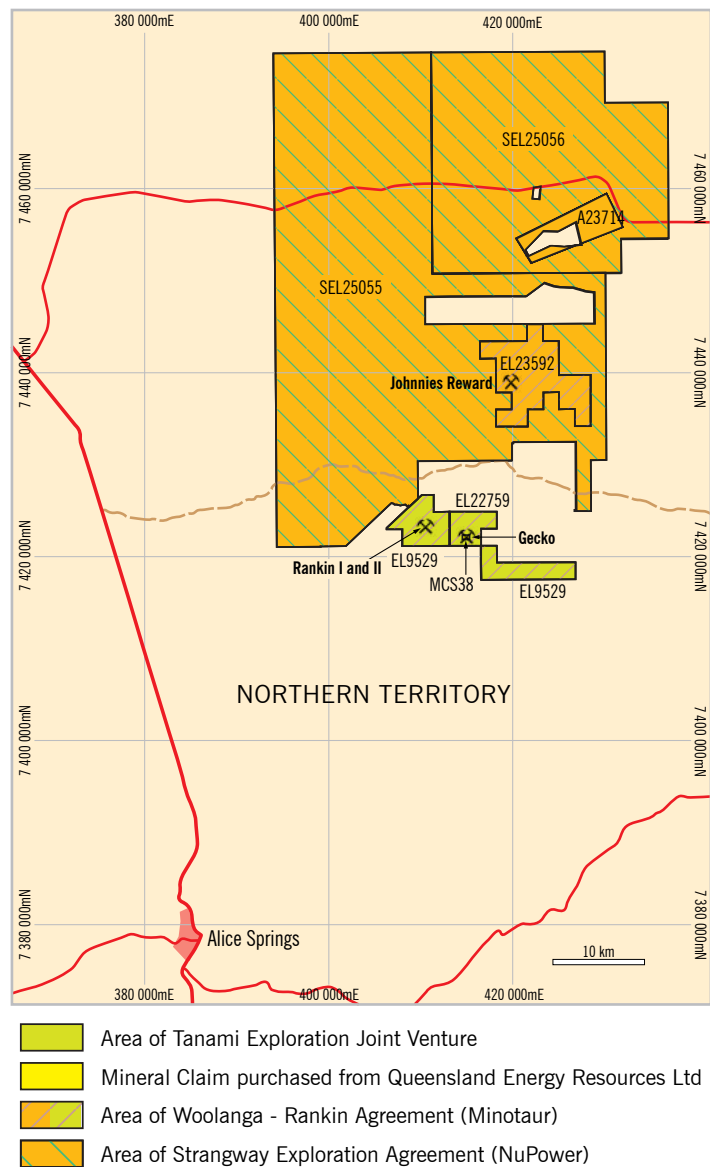 380 000mE
400 000mE
420 000mE
SEL25056
7 460 000mN
7 460 000mN
A23714
SEL25055
7 440 000mN
7 440 000mN
EL23592
Johnnies Reward
EL22759
Gecko
7 420 000mN
7 420 000mN
Rankin I and II
EL9529
MCS38
EL9529
NORTHERN TERRITORY
7 400 000mN
7 400 000mN
7 380 000mN
7 380 000mN
Alice Springs
10 km
380 000mE
400 000mE
420 000mE
Area of Tanami Exploration Joint Venture
Mineral Claim purchased from Queensland Energy Resources Ltd
Area of Woolanga - Rankin Agreement (Minotaur)
Area of Strangway Exploration Agreement (NuPower)